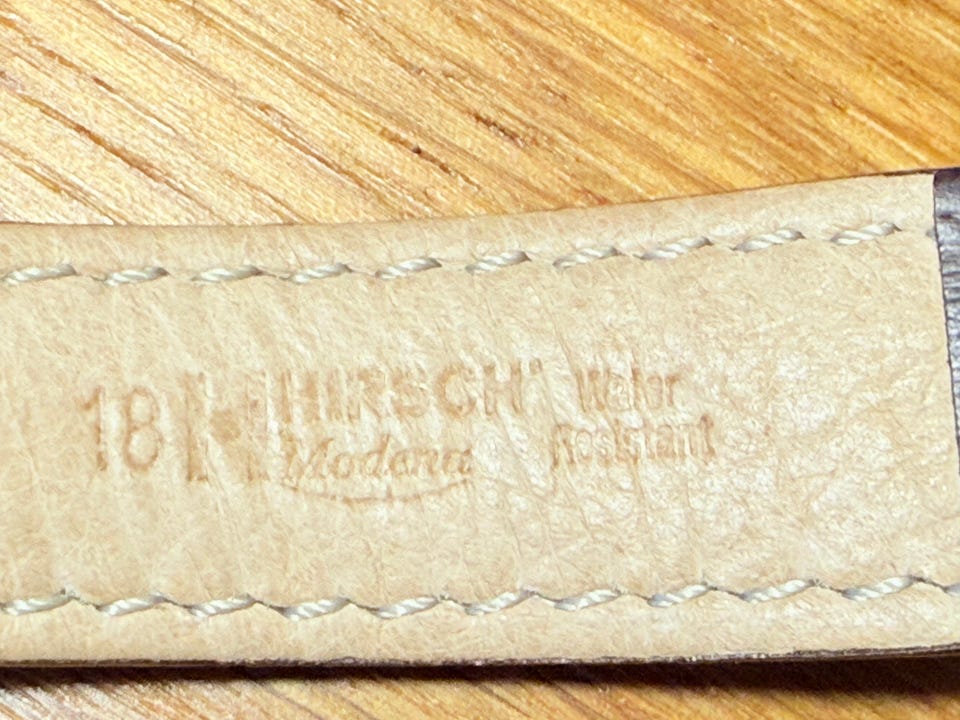 18 HIRSCH Water
Modena Resistant